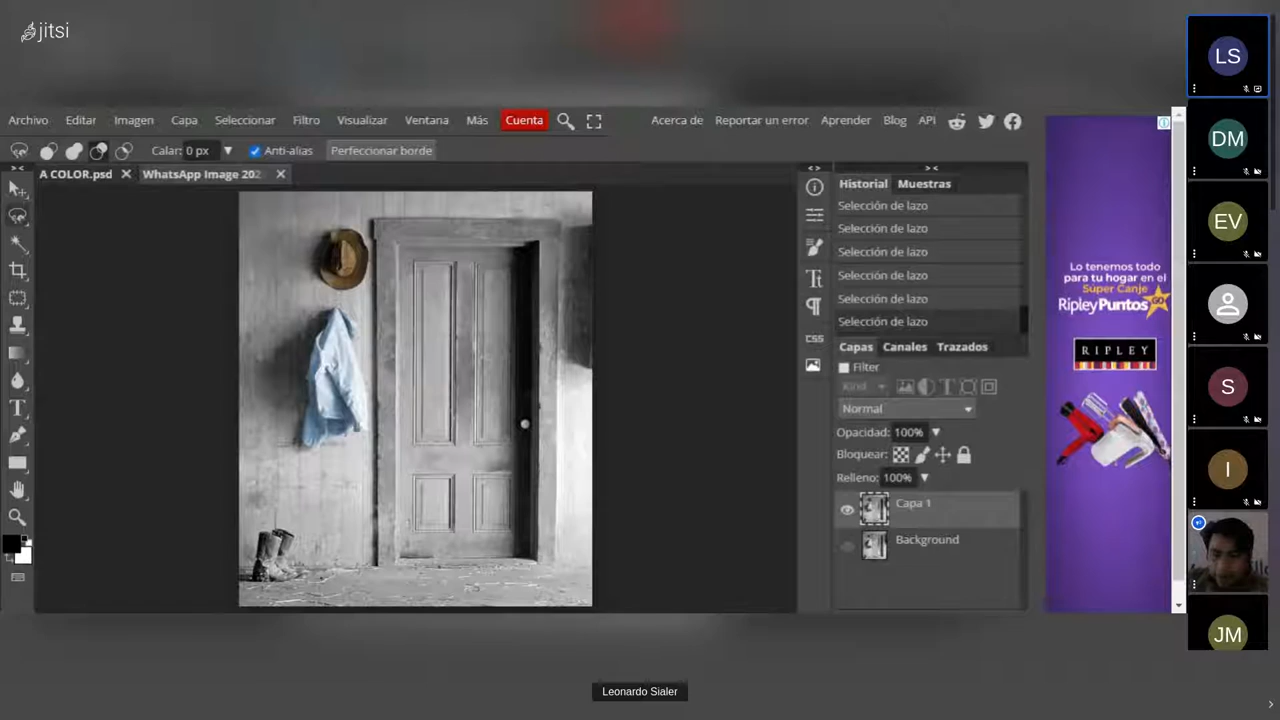 jitsi
LS
Archivo Editar Imagen Capa Seleccionar Filtro Visualizar Ventana Más Cuenta Acerca de Reportar un error Aprender Blog API
DM
Calar: 0 px Anti-alias Perfeccionar borde
A COLOR.psd WhatsApp Image 202
Historial Muestras
Selección de lazo
Selección de lazo
EV
Selección de lazo
Selección de lazo
Selección de lazo
Selección de lazo
CSS
Capas Canales Trazados
Filter
Kind
Normal
Opacidad: 100%
Bloquear:
Relleno: 100%
Capa 1
Background
Lo tenemos todo
para tu hogar en el
Súper Canje
RipleyPuntos GO
RIPLEY
S
I
JM
Leonardo Sialer